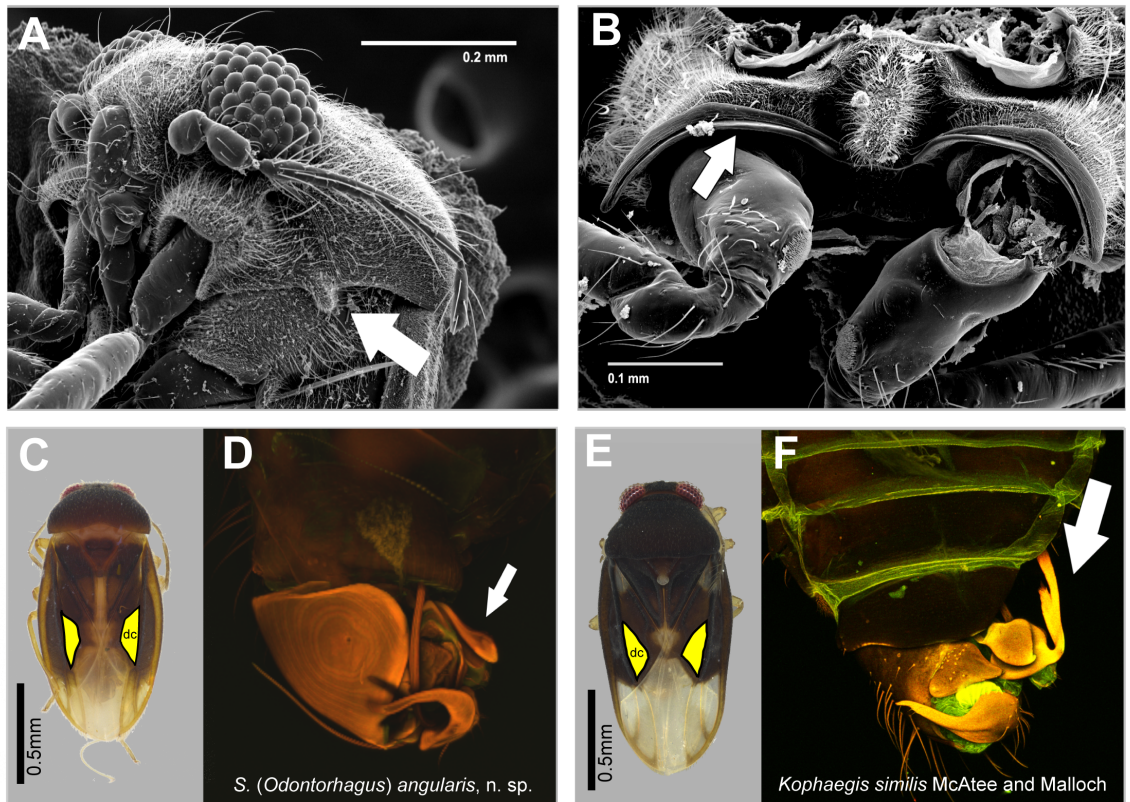 A
0.2 mm
B
0.1 mm
C
dc
0.5mm
D
S. (Odontorhagus) angularis, n. sp.
E
dc
0.5mm
F
Kophaegis similis McAtee and Malloch